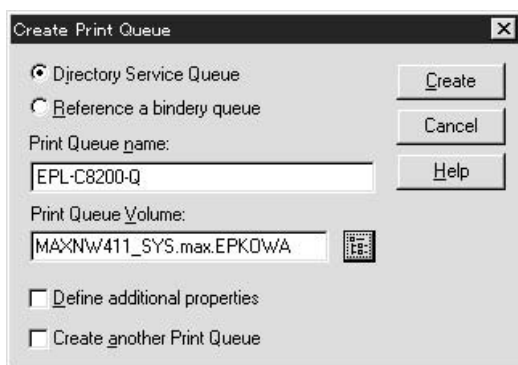 Create Print Queue
Directory Service Queue
Reference a bindery queue
Print Queue name:
EPL-C8200-Q
Print Queue Volume:
MAXNW411_SYS.max.EPKOWA
Define additional properties
Create another Print Queue
Create
Cancel
Help